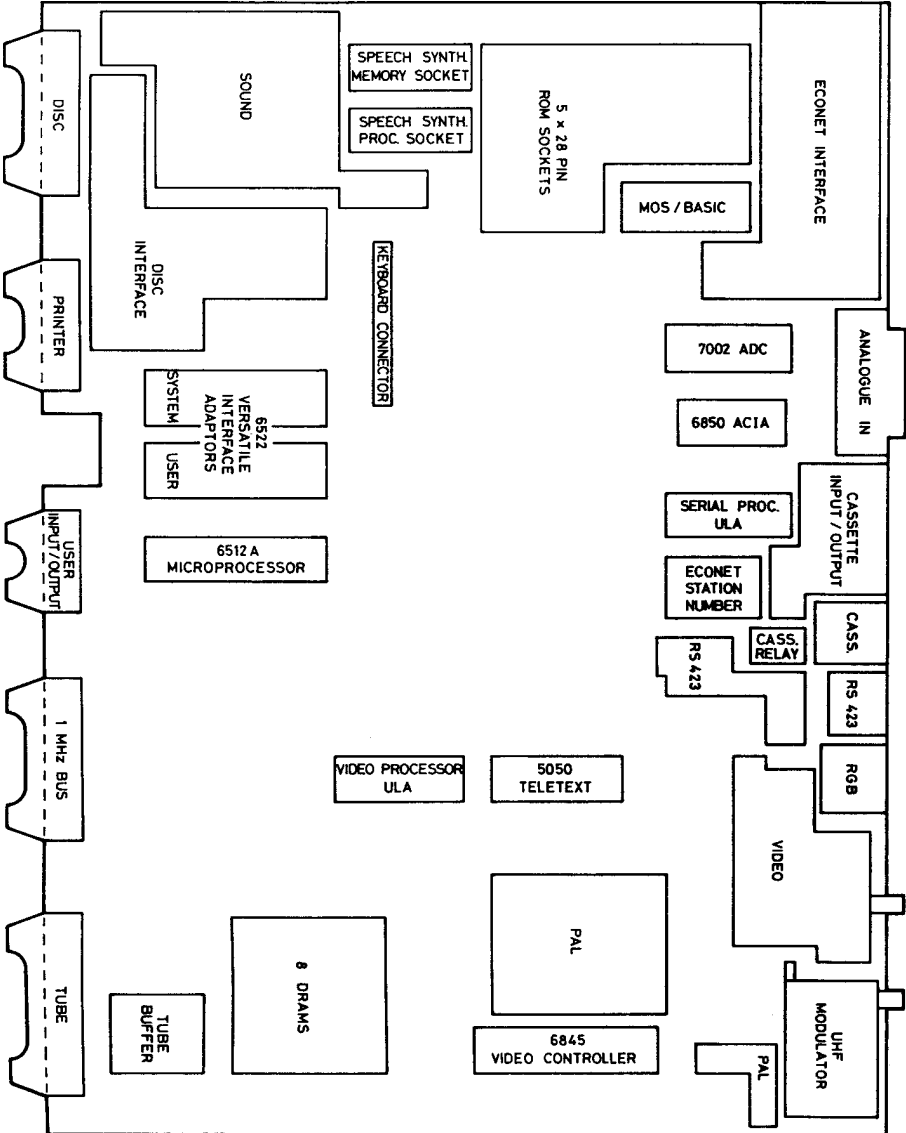 DISC
SOUND
SPEECH SYNTH.
MEMORY SOCKET
SPEECH SYNTH.
PROC. SOCKET
5 x 28 PIN
ROM SOCKETS
MOS / BASIC
ECONET INTERFACE
PRINTER
DISC
INTERFACE
KEYBOARD CONNECTOR
7002 ADC
ANALOGUE IN
6850 ACIA
6522
VERSATILE
INTERFACE
ADAPTORS
SYSTEM
USER
USER
INPUT/OUTPUT
6512 A
MICROPROCESSOR
SERIAL PROC.
ULA
CASSETTE
INPUT / OUTPUT
ECONET
STATION
NUMBER
CASS.
RELAY
CASS.
RS 423
RS 423
1 MHz BUS
VIDEO PROCESSOR
ULA
5050
TELETEXT
RGB
VIDEO
PAL
8 DRAMS
TUBE
TUBE
BUFFER
6845
VIDEO CONTROLLER
PAL
UHF
MODULATOR